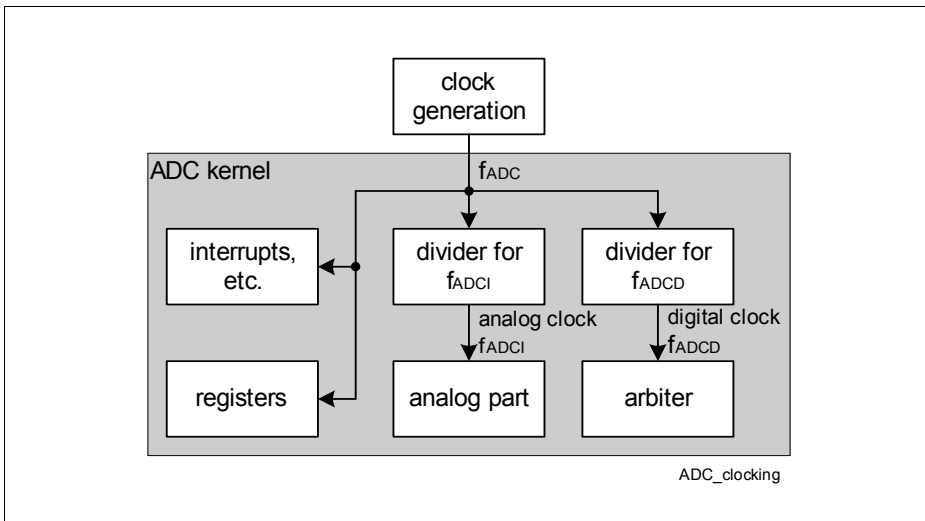 clock
generation
ADC kernel
fADC
interrupts,
etc.
divider for
fADCI
divider for
fADCD
analog clock
fADCI
digital clock
fADCD
registers
analog part
arbiter
ADC_clocking